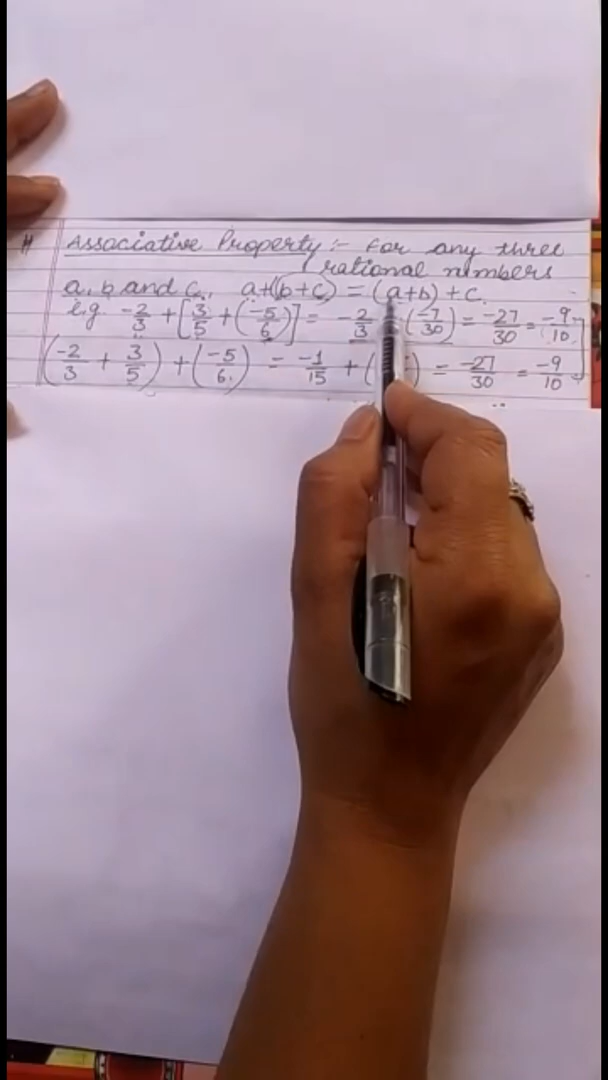 Associative Property :- For any three
rational numbers
a, b and c, a+(b+c) = (a+b)+c.
e.g. -2/3 + [3/5 + (-5/6)] = -2/3 (-7/30) = -27/30 = -9/10
(-2/3 + 3/5) + (-5/6) = -1/15 + ( = -27/30 = -9/10